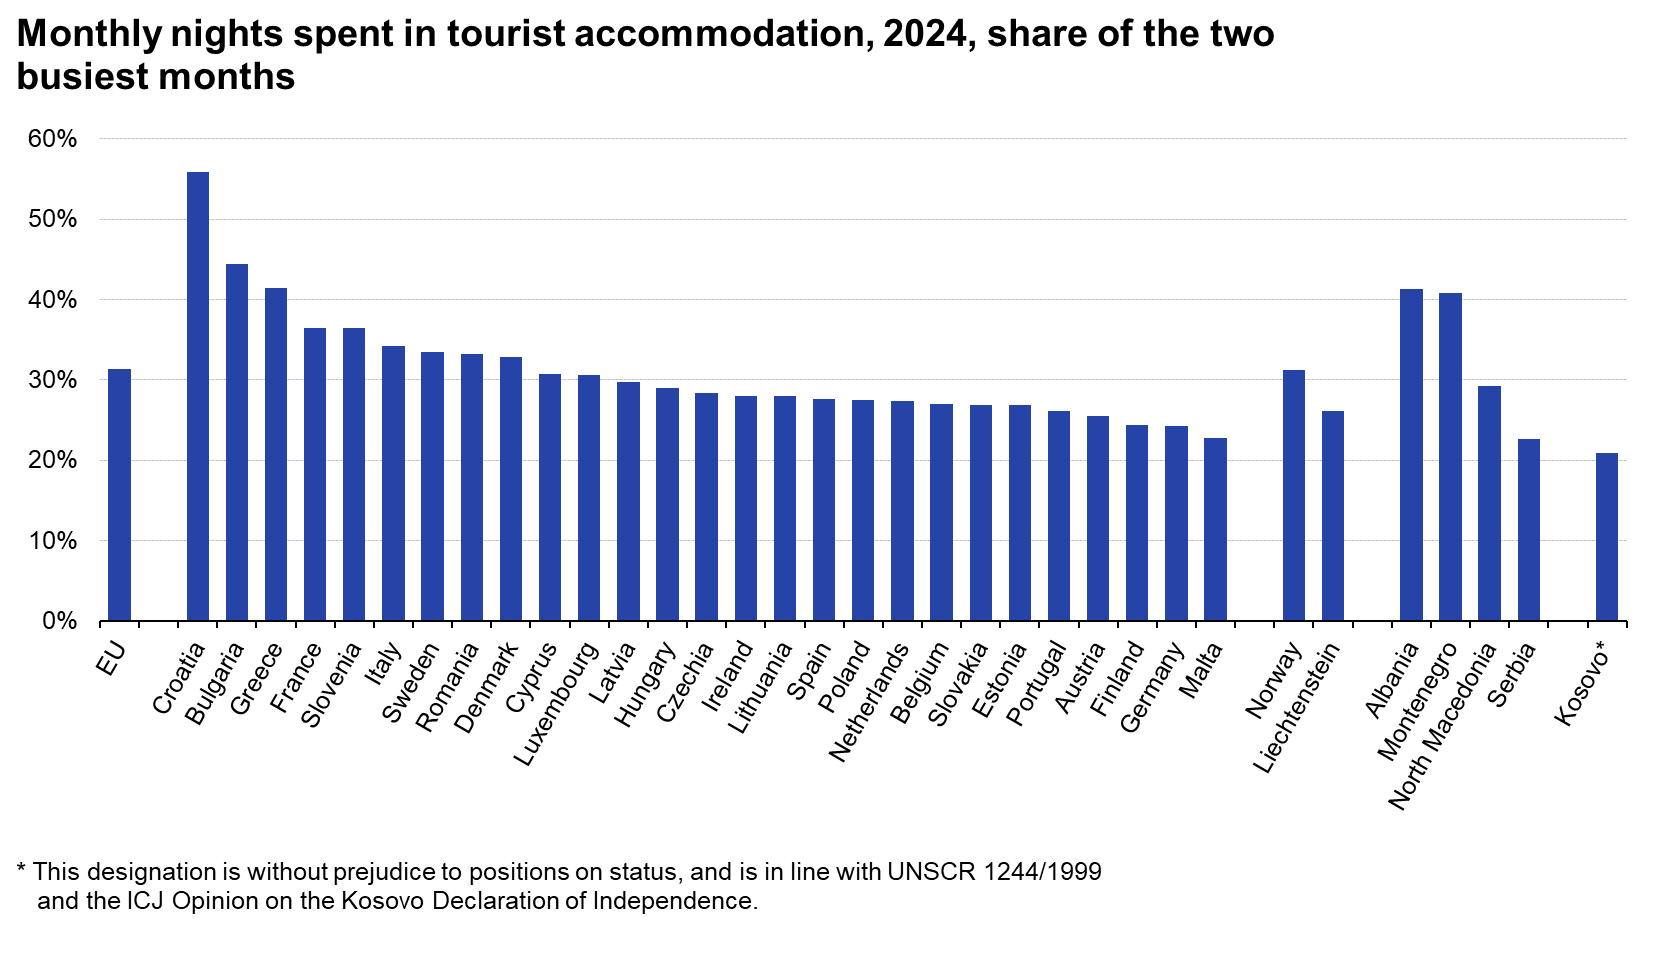 Monthly nights spent in tourist accommodation, 2024, share of the two
busiest months
60%
50%
40%
30%
20%
10%
0%
EU
Croatia
Bulgaria
Greece
France
Slovenia
Italy
Sweden
Romania
Denmark
Cyprus
Luxembourg
Latvia
Hungary
Czechia
Ireland
Lithuania
Spain
Poland
Netherlands
Belgium
Slovakia
Estonia
Portugal
Austria
Finland
Germany
Malta
Norway
Liechtenstein
Albania
Montenegro
North Macedonia
Serbia
Kosovo*
* This designation is without prejudice to positions on status, and is in line with UNSCR 1244/1999
and the ICJ Opinion on the Kosovo Declaration of Independence.